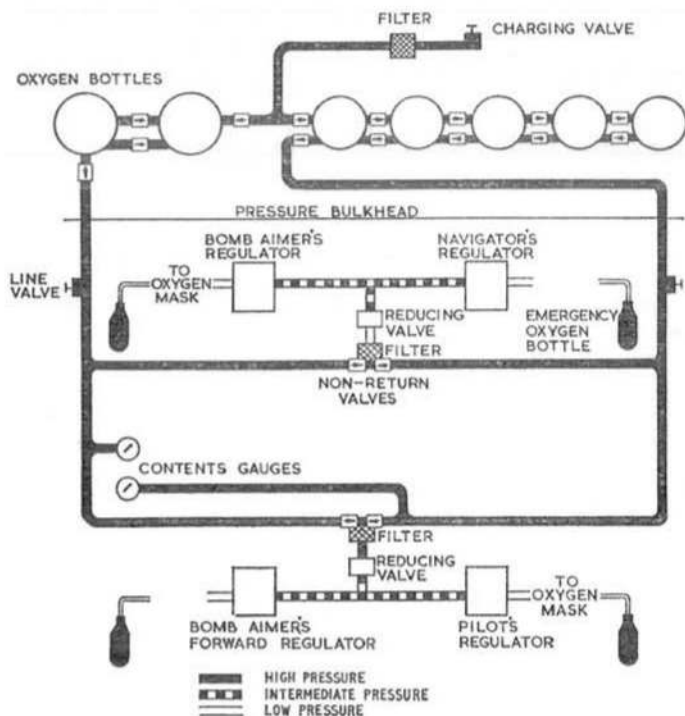 FILTER
CHARGING VALVE
OXYGEN BOTTLES
PRESSURE BULKHEAD
BOMB AIMER'S
REGULATOR
NAVIGATOR'S
REGULATOR
LINE
VALVE
TO
OXYGEN
MASK
REDUCING
VALVE
FILTER
EMERGENCY
OXYGEN
BOTTLE
NON-RETURN
VALVES
CONTENTS GAUGES
FILTER
REDUCING
VALVE
BOMB AIMER'S
FORWARD REGULATOR
PILOT'S
REGULATOR
TO
OXYGEN
MASK
HIGH PRESSURE
INTERMEDIATE PRESSURE
LOW PRESSURE